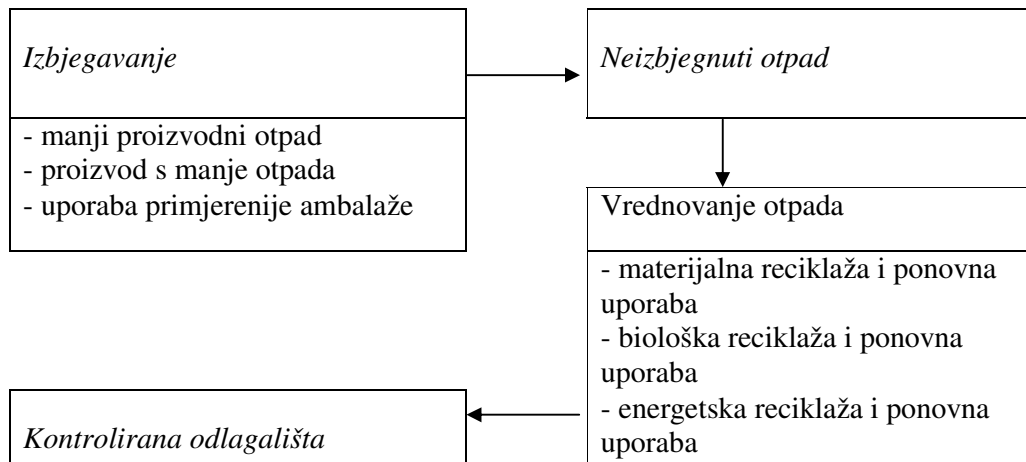 Izbjegavanje
- manji proizvodni otpad
- proizvod s manje otpada
- uporaba primjerenije ambalaže
Neizbjegnuti otpad
Vrednovanje otpada
- materijalna reciklaža i ponovna
uporaba
- biološka reciklaža i ponovna
uporaba
- energetska reciklaža i ponovna
uporaba
Kontrolirana odlagališta